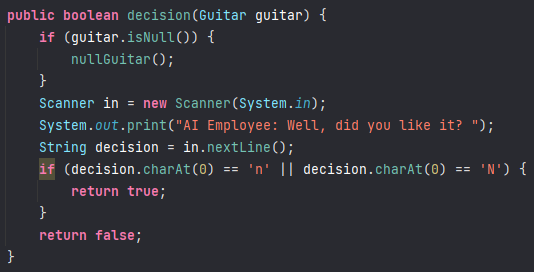 public boolean decision(Guitar guitar) {
    if (guitar.isNull()) {
        nullGuitar();
    }
    Scanner in = new Scanner(System.in);
    System.out.print("AI Employee: Well, did you like it? ");
    String decision = in.nextLine();
    if (decision.charAt(0) == 'n' || decision.charAt(0) == 'N') {
        return true;
    }
    return false;
}